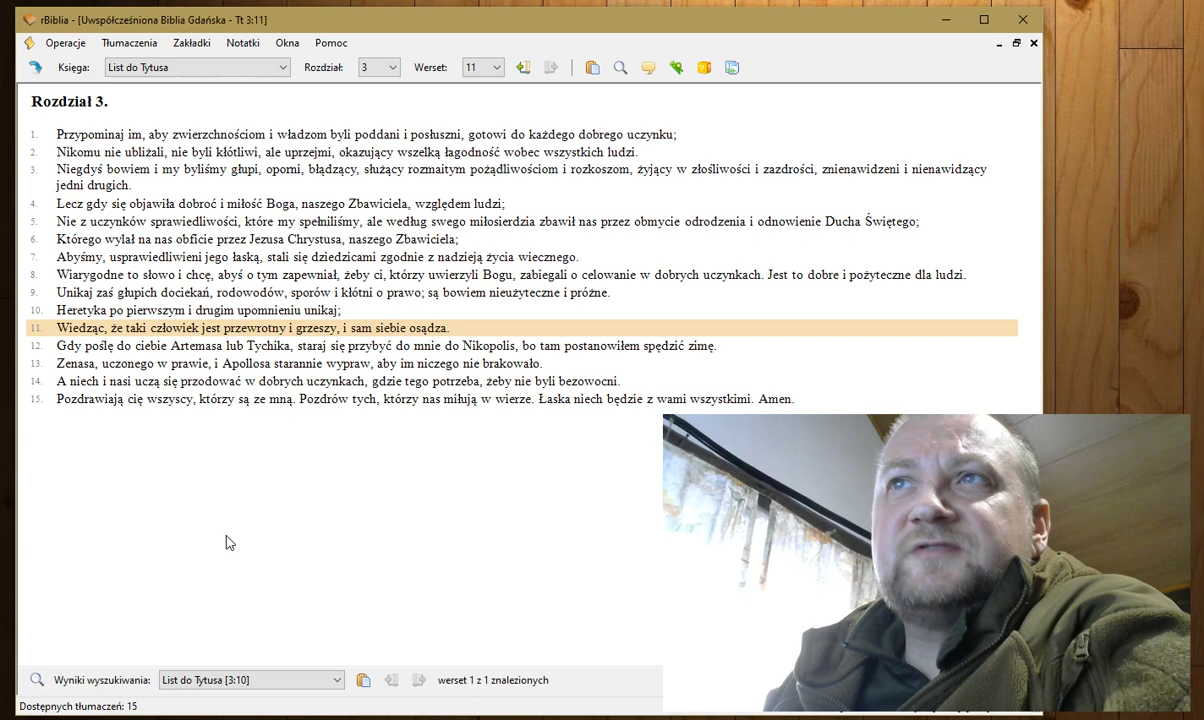 rBiblia - [Uwspółcześniona Biblia Gdańska - Tt 3:11]
Operacje Tłumaczenia Zakładki Notatki Okna Pomoc
Księga: List do Tytusa Rozdział: 3 Werset: 11
Rozdział 3.
1. Przypominaj im, aby zwierzchnościom i władzom byli poddani i posłuszni, gotowi do każdego dobrego uczynku;
2. Nikomu nie ubliżali, nie byli kłótliwi, ale uprzejmi, okazujący wszelką łagodność wobec wszystkich ludzi.
3. Niegdyś bowiem i my byliśmy głupi, oporni, błądzący, służący rozmaitym pożądliwościom i rozkoszom, żyjący w złośliwości i zazdrości, znienawidzeni i nienawidzący
jedni drugich.
4. Lecz gdy się objawiła dobroć i miłość Boga, naszego Zbawiciela, względem ludzi;
5. Nie z uczynków sprawiedliwości, które my spełniliśmy, ale według swego miłosierdzia zbawił nas przez obmycie odrodzenia i odnowienie Ducha Świętego;
6. Którego wylał na nas obficie przez Jezusa Chrystusa, naszego Zbawiciela;
7. Abyśmy, usprawiedliwieni jego łaską, stali się dziedzicami zgodnie z nadzieją życia wiecznego.
8. Wiarygodne to słowo i chcę, abyś o tym zapewniał, żeby ci, którzy uwierzyli Bogu, zabiegali o celowanie w dobrych uczynkach. Jest to dobre i pożyteczne dla ludzi.
9. Unikaj zaś głupich dociekań, rodowodów, sporów i kłótni o prawo; są bowiem nieużyteczne i próżne.
10. Heretyka po pierwszym i drugim upomnieniu unikaj;
11. Wiedząc, że taki człowiek jest przewrotny i grzeszy, i sam siebie osądza.
12. Gdy poślę do ciebie Artemasa lub Tychika, staraj się przybyć do mnie do Nikopolis, bo tam postanowiłem spędzić zimę.
13. Zenasa, uczonego w prawie, i Apollosa starannie wypraw, aby im niczego nie brakowało.
14. A niech i nasi uczą się przodować w dobrych uczynkach, gdzie tego potrzeba, żeby nie byli bezowocni.
15. Pozdrawiają cię wszyscy, którzy są ze mną. Pozdrów tych, którzy nas miłują w wierze. Łaska niech będzie z wami wszystkimi. Amen.
Wyniki wyszukiwania: List do Tytusa [3:10] werset 1 z 1 znalezionych
Dostępnych tłumaczeń: 15